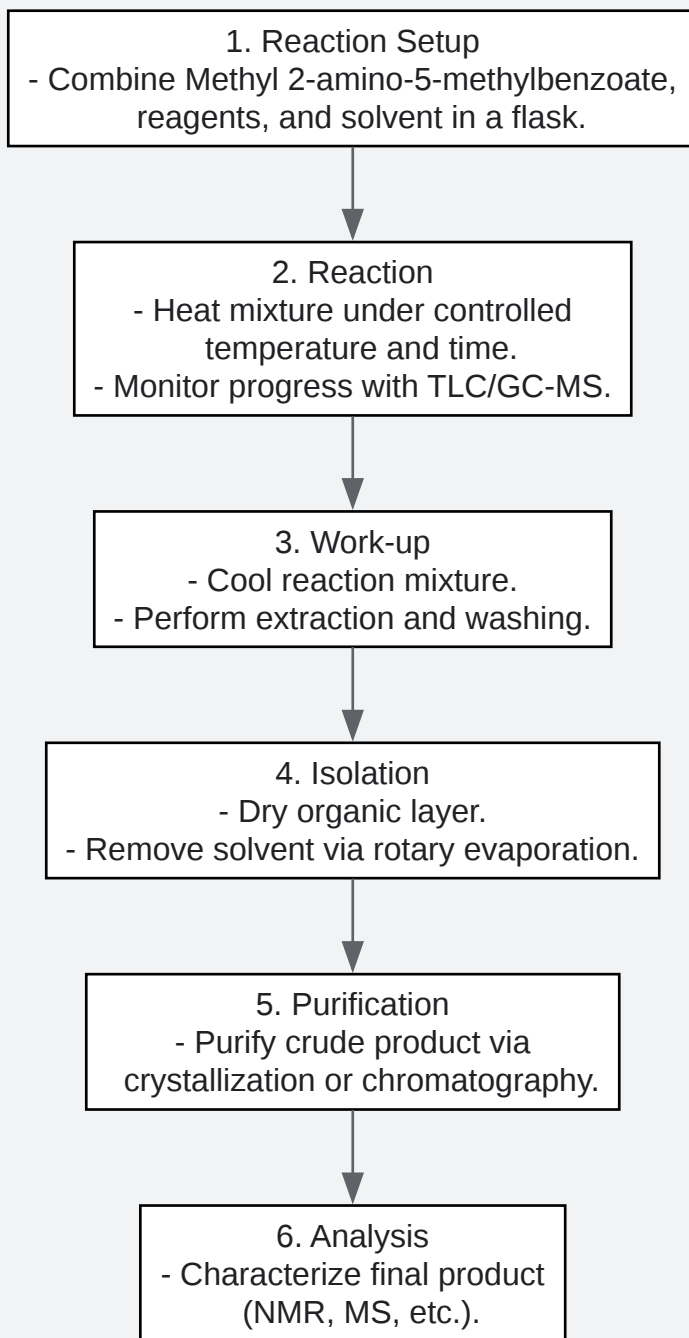 1. Reaction Setup
- Combine Methyl 2-amino-5-methylbenzoate,
reagents, and solvent in a flask.
2. Reaction
- Heat mixture under controlled
temperature and time.
- Monitor progress with TLC/GC-MS.
3. Work-up
- Cool reaction mixture.
- Perform extraction and washing.
4. Isolation
- Dry organic layer.
- Remove solvent via rotary evaporation.
5. Purification
- Purify crude product via
crystallization or chromatography.
6. Analysis
- Characterize final product
(NMR, MS, etc.).